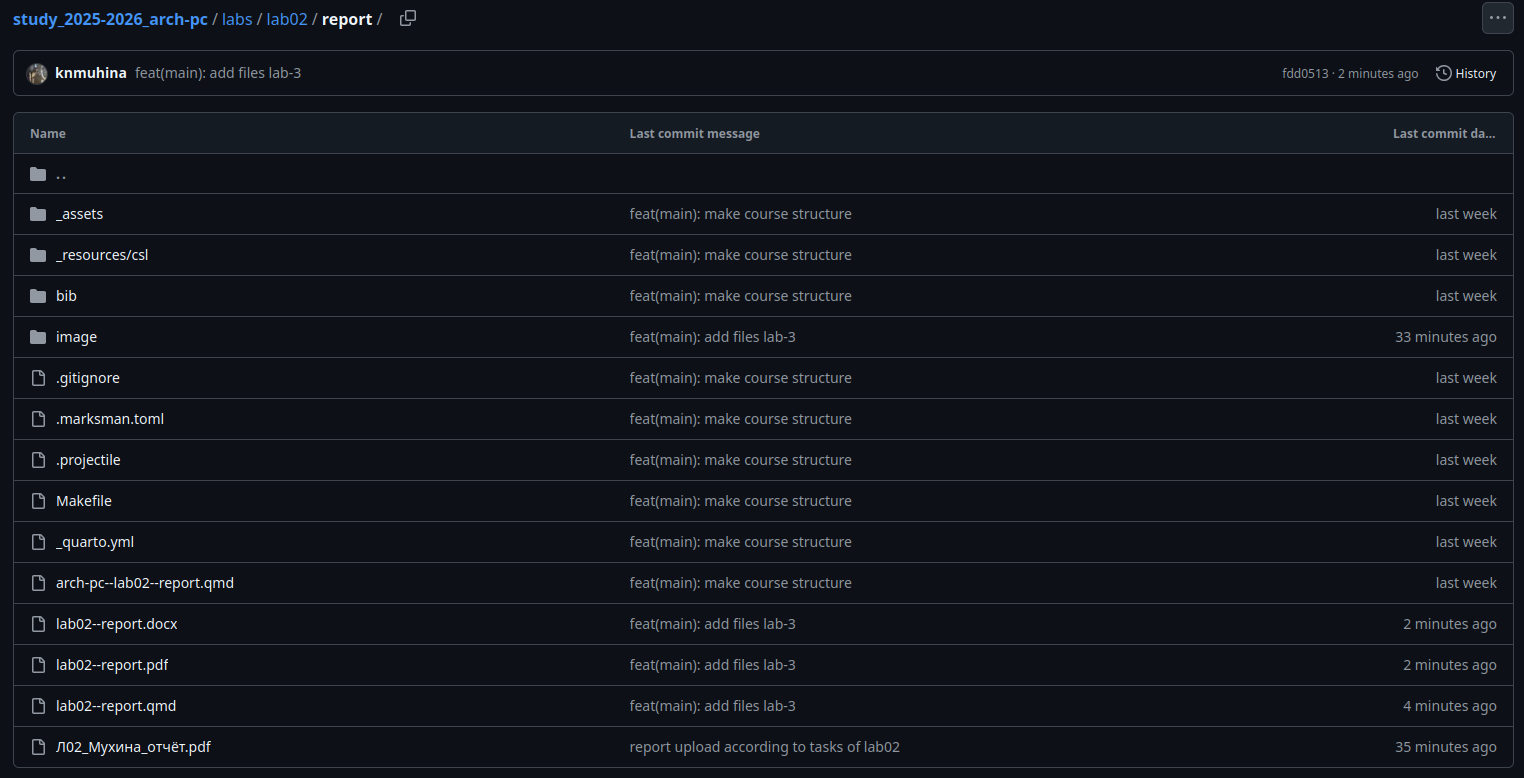 study_2025-2026_arch-pc / labs / lab02 / report /
knmuhina feat(main): add files lab-3 fdd0513 · 2 minutes ago History
Name Last commit message Last commit da...
..
_assets feat(main): make course structure last week
_resources/csl feat(main): make course structure last week
bib feat(main): make course structure last week
image feat(main): add files lab-3 33 minutes ago
.gitignore feat(main): make course structure last week
.marksman.toml feat(main): make course structure last week
.projectile feat(main): make course structure last week
Makefile feat(main): make course structure last week
_quarto.yml feat(main): make course structure last week
arch-pc--lab02--report.qmd feat(main): make course structure last week
lab02--report.docx feat(main): add files lab-3 2 minutes ago
lab02--report.pdf feat(main): add files lab-3 2 minutes ago
lab02--report.qmd feat(main): add files lab-3 4 minutes ago
Л02_Мухина_отчёт.pdf report upload according to tasks of lab02 35 minutes ago